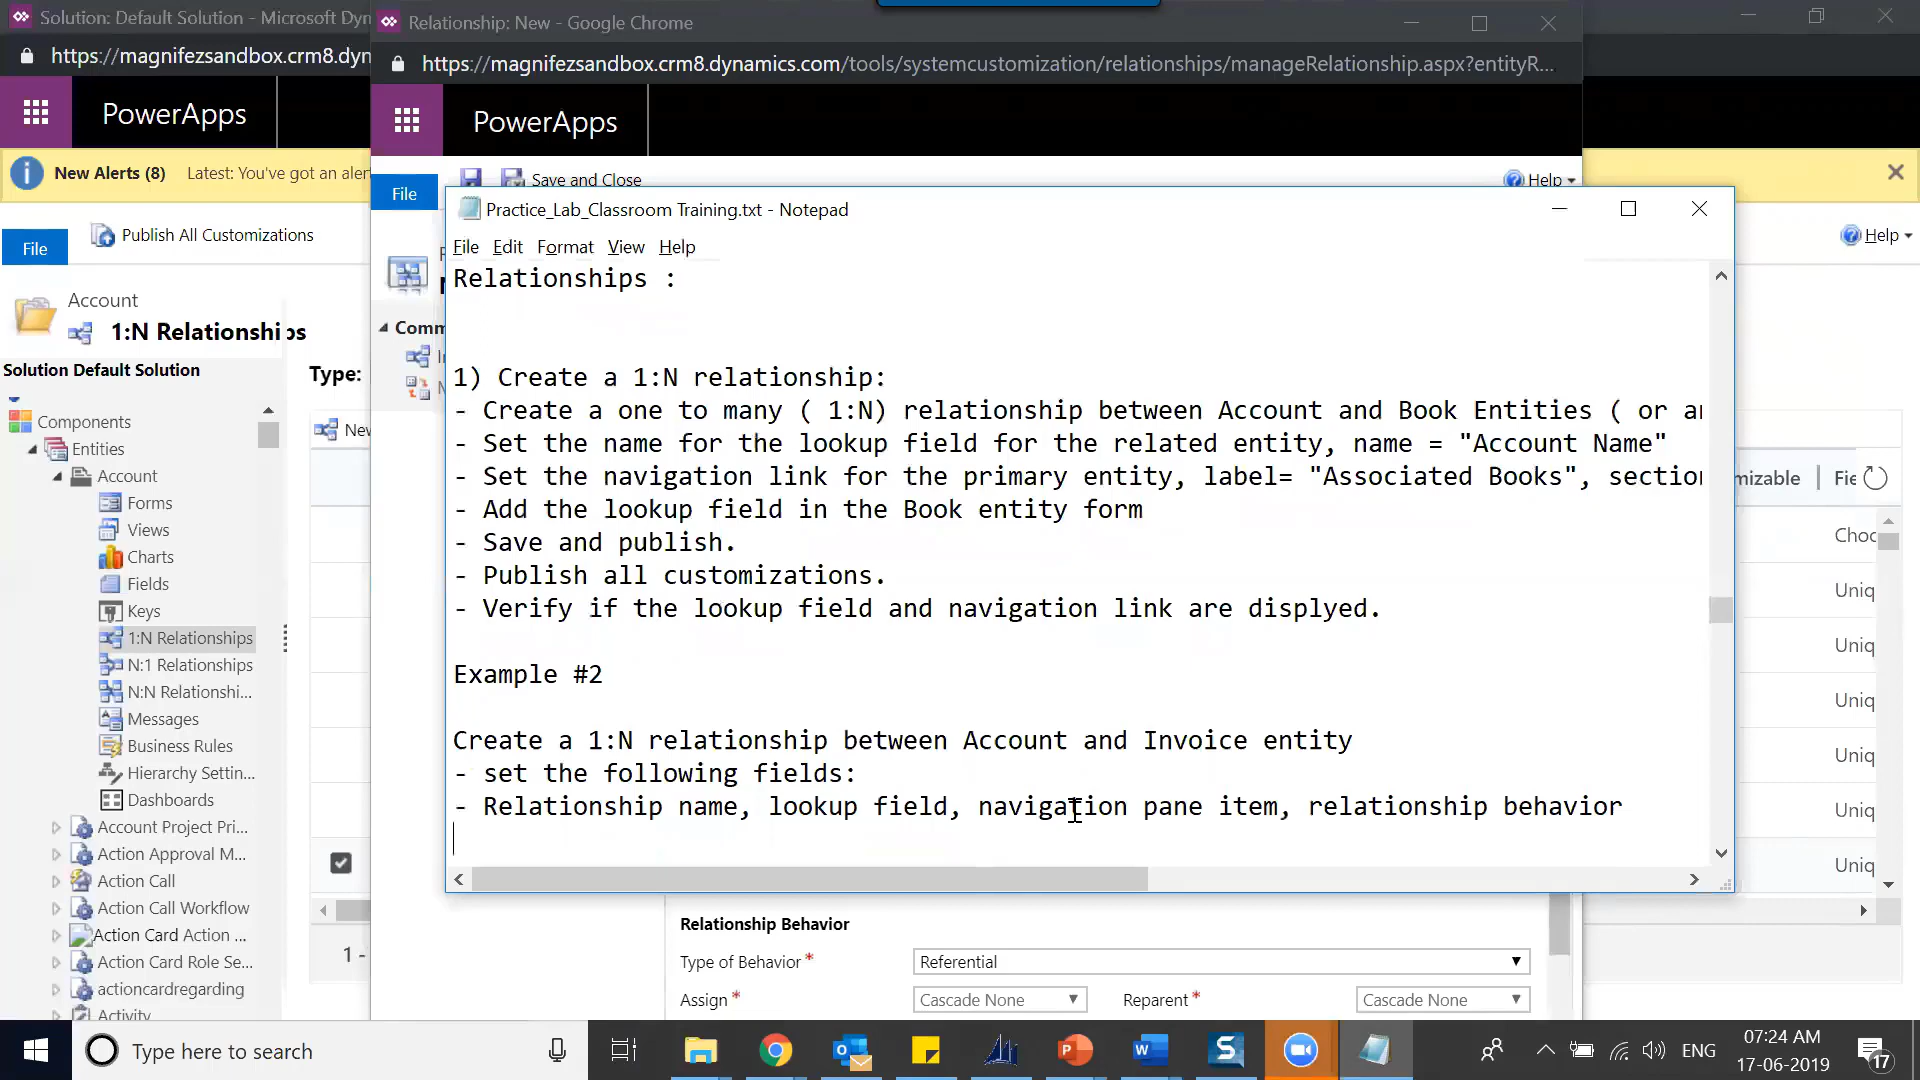 Solution: Default Solution - Microsoft Dyn
Relationship: New - Google Chrome
https://magnifezsandbox.crm8.dyn
https://magnifezsandbox.crm8.dynamics.com/tools/systemcustomization/relationships/manageRelationship.aspx?entityR...
PowerApps
PowerApps
New Alerts (8) Latest: You've got an aler
File
Save and Close
Help
File
Publish All Customizations
Help
Practice_Lab_Classroom Training.txt - Notepad
File Edit Format View Help
Relationships :
1) Create a 1:N relationship:
- Create a one to many ( 1:N) relationship between Account and Book Entities ( or an
- Set the name for the lookup field for the related entity, name = "Account Name"
- Set the navigation link for the primary entity, label= "Associated Books", section
- Add the lookup field in the Book entity form
- Save and publish.
- Publish all customizations.
- Verify if the lookup field and navigation link are displyed.
Example #2
Create a 1:N relationship between Account and Invoice entity
- set the following fields:
- Relationship name, lookup field, navigation pane item, relationship behavior
Account
1:N Relationships
Solution Default Solution
Type:
Comm
New
Components
Entities
Account
Forms
Views
Charts
Fields
Keys
1:N Relationships
N:1 Relationships
N:N Relationshi...
Messages
Business Rules
Hierarchy Settin...
Dashboards
Account Project Pri...
Action Approval M...
Action Call
Action Call Workflow
Action Card Action ...
Action Card Role Se...
actioncardregarding
Activity
1 -
mizable Fie
Choc
Uniq
Uniq
Uniq
Uniq
Uniq
Uniq
Relationship Behavior
Type of Behavior * Referential
Assign * Cascade None Reparent * Cascade None
Type here to search
ENG
07:24 AM
17-06-2019
17